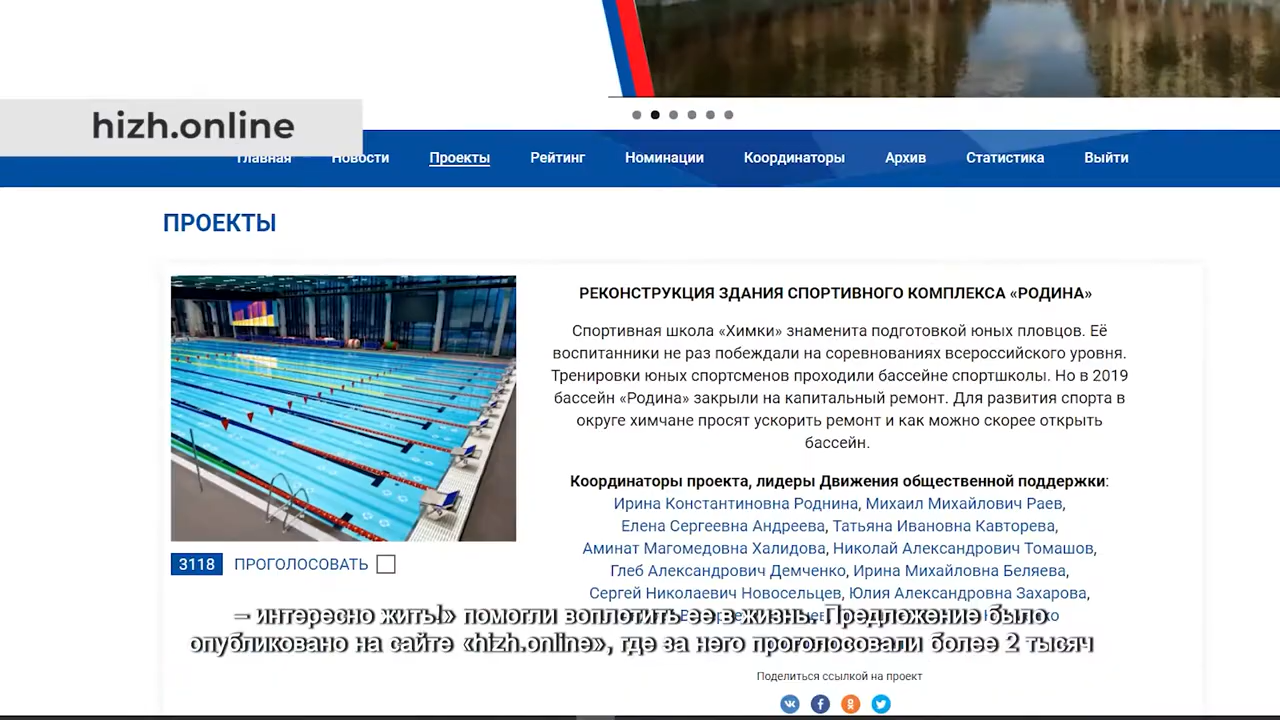 hizh.online
Главная Новости Проекты Рейтинг Номинации Координаторы Архив Статистика Выйти
ПРОЕКТЫ
РЕКОНСТРУКЦИЯ ЗДАНИЯ СПОРТИВНОГО КОМПЛЕКСА «РОДИНА»
Спортивная школа «Химки» знаменита подготовкой юных пловцов. Её
воспитанники не раз побеждали на соревнованиях всероссийского уровня.
Тренировки юных спортсменов проходили бассейне спортшколы. Но в 2019
бассейн «Родина» закрыли на капитальный ремонт. Для развития спорта в
округе химчане просят ускорить ремонт и как можно скорее открыть
бассейн.
Координаторы проекта, лидеры Движения общественной поддержки:
Ирина Константиновна Роднина, Михаил Михайлович Раев,
Елена Сергеевна Андреева, Татьяна Ивановна Кавторева,
Аминат Магомедовна Халидова, Николай Александрович Томашов,
Глеб Александрович Демченко, Ирина Михайловна Беляева,
Сергей Николаевич Новосельцев, Юлия Александровна Захарова,
3118 ПРОГОЛОСОВАТЬ
– интересно жить!» помогли воплотить ее в жизнь. Предложение было
опубликовано на сайте «hizh.online», где за него проголосовали более 2 тысяч
Поделиться ссылкой на проект